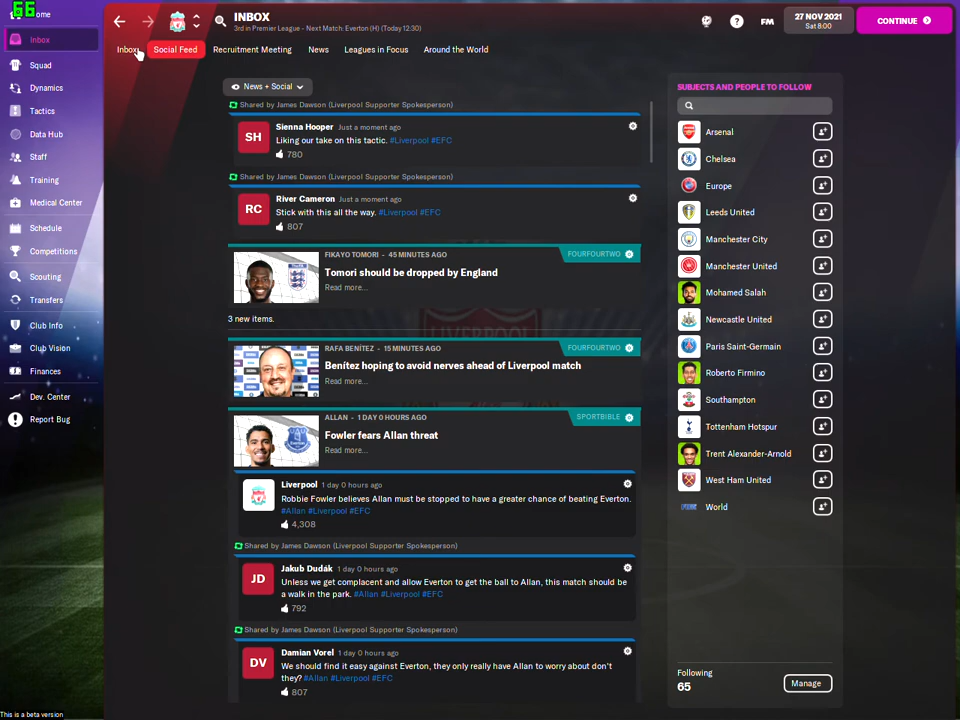 66
Home
Inbox
Squad
Dynamics
Tactics
Data Hub
Staff
Training
Medical Center
Schedule
Competitions
Scouting
Transfers
Club Info
Club Vision
Finances
Dev. Center
Report Bug
This is a beta version
INBOX
3rd in Premier League - Next Match: Everton (H) (Today 12:30)
FM
27 NOV 2021
Sat 8:00
CONTINUE
Inbox
Social Feed
Recruitment Meeting
News
Leagues in Focus
Around the World
News + Social
Shared by James Dawson (Liverpool Supporter Spokesperson)
SH
Sienna Hooper Just a moment ago
Liking our take on this tactic. #Liverpool #EFC
780
Shared by James Dawson (Liverpool Supporter Spokesperson)
RC
River Cameron Just a moment ago
Stick with this all the way. #Liverpool #EFC
807
FIKAYO TOMORI - 45 MINUTES AGO
FOURFOURTWO
Tomori should be dropped by England
Read more...
3 new items.
RAFA BENÍTEZ - 15 MINUTES AGO
FOURFOURTWO
Benítez hoping to avoid nerves ahead of Liverpool match
Read more...
ALLAN - 1 DAY 0 HOURS AGO
SPORTBIBLE
Fowler fears Allan threat
Read more...
Liverpool 1 day 0 hours ago
Robbie Fowler believes Allan must be stopped to have a greater chance of beating Everton.
#Allan #Liverpool #EFC
4,308
Shared by James Dawson (Liverpool Supporter Spokesperson)
JD
Jakub Dudák 1 day 0 hours ago
Unless we get complacent and allow Everton to get the ball to Allan, this match should be
a walk in the park. #Allan #Liverpool #EFC
792
Shared by James Dawson (Liverpool Supporter Spokesperson)
DV
Damian Vorel 1 day 0 hours ago
We should find it easy against Everton, they only really have Allan to worry about don't
they? #Allan #Liverpool #EFC
807
SUBJECTS AND PEOPLE TO FOLLOW
Arsenal
Chelsea
Europe
Leeds United
Manchester City
Manchester United
Mohamed Salah
Newcastle United
Paris Saint-Germain
Roberto Firmino
Southampton
Tottenham Hotspur
Trent Alexander-Arnold
West Ham United
World
Following
65
Manage